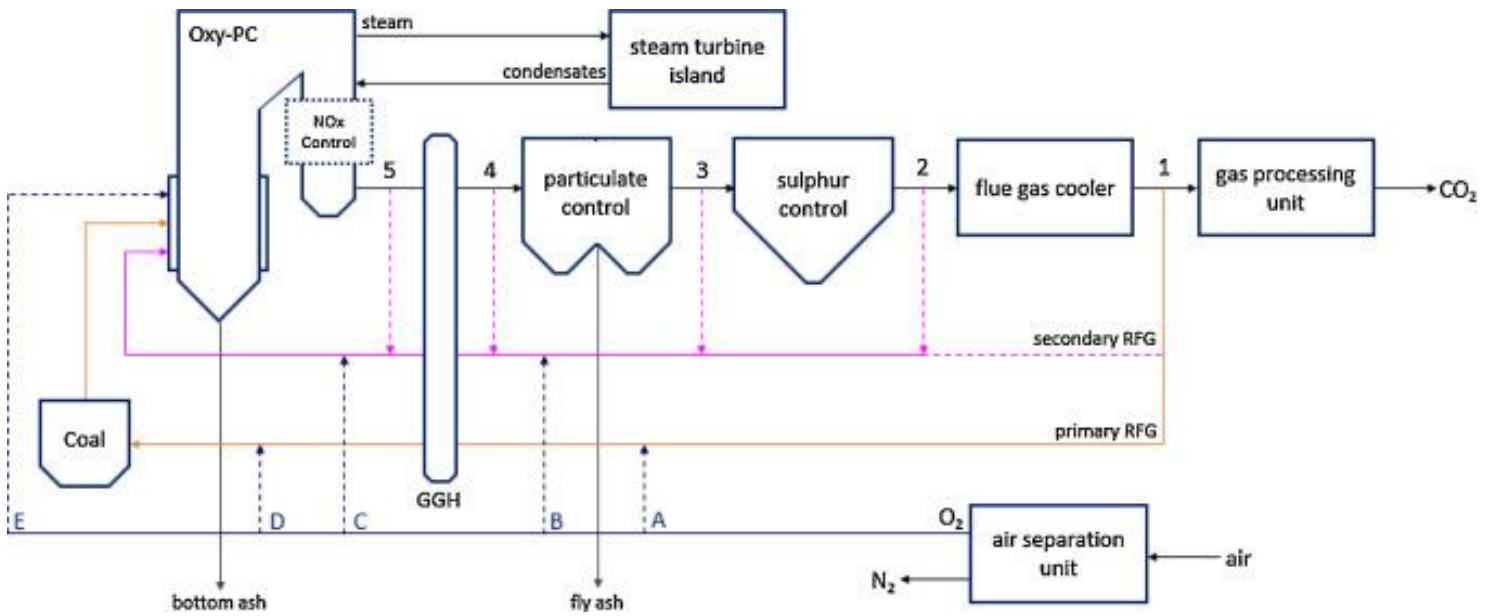 Oxy-PC
steam
steam turbine
island
condensates
NOx
Control
5
4
particulate
control
3
sulphur
control
2
flue gas cooler
1
gas processing
unit
CO₂
secondary RFG
primary RFG
Coal
GGH
E
D
C
B
A
O₂
air separation
unit
air
N₂
bottom ash
fly ash